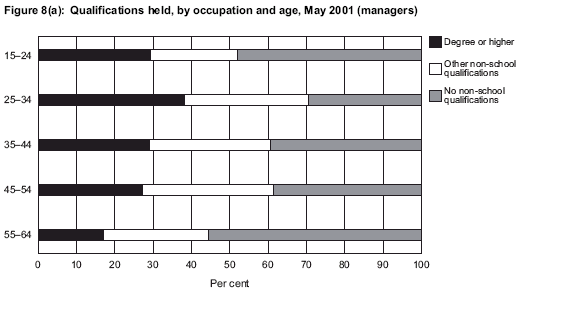 Figure 8(a): Qualifications held, by occupation and age, May 2001 (managers)
Degree or higher
Other non-school
qualifications
No non-school
qualifications
15–24
25–34
35–44
45–54
55–64
0 10 20 30 40 50 60 70 80 90 100
Per cent